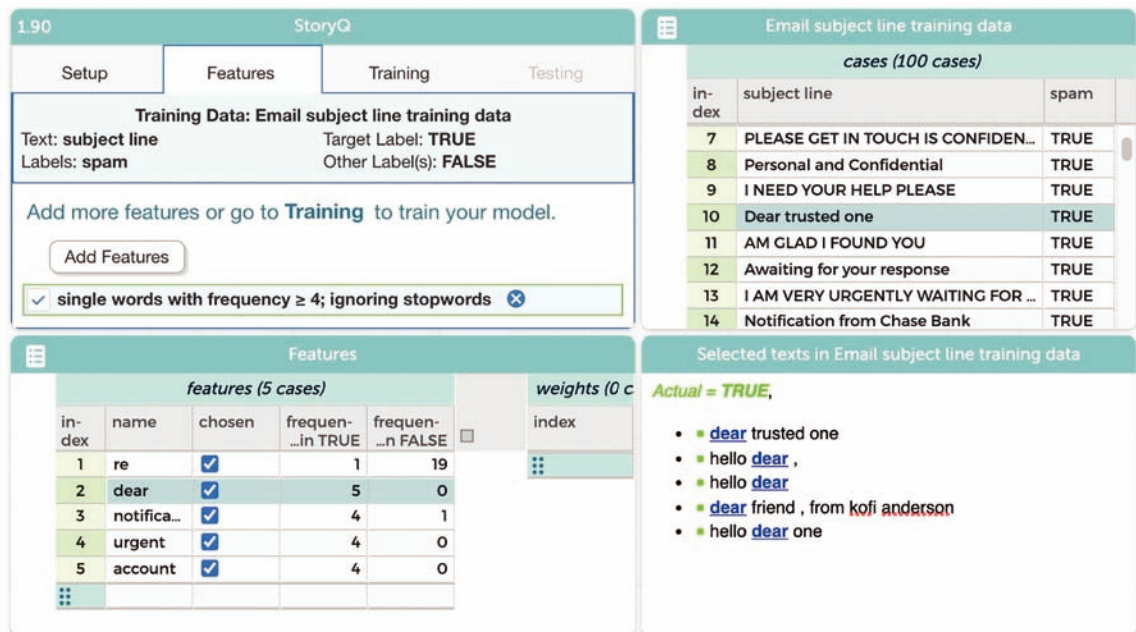 1.90 StoryQ
Setup Features Training Testing
Training Data: Email subject line training data
Text: subject line Target Label: TRUE
Labels: spam Other Label(s): FALSE
Add more features or go to Training to train your model.
Add Features
single words with frequency ≥ 4; ignoring stopwords
Email subject line training data
cases (100 cases)
in-
dex subject line spam
7 PLEASE GET IN TOUCH IS CONFIDEN... TRUE
8 Personal and Confidential TRUE
9 I NEED YOUR HELP PLEASE TRUE
10 Dear trusted one TRUE
11 AM GLAD I FOUND YOU TRUE
12 Awaiting for your response TRUE
13 I AM VERY URGENTLY WAITING FOR ... TRUE
14 Notification from Chase Bank TRUE
Features
features (5 cases) weights (0 c
in- name chosen frequen- frequen- index
dex ...in TRUE ...n FALSE
1 re 1 19
2 dear 5 0
3 notifica... 4 1
4 urgent 4 0
5 account 4 0
Selected texts in Email subject line training data
Actual = TRUE,
dear trusted one
hello dear ,
hello dear
dear friend , from kofi anderson
hello dear one